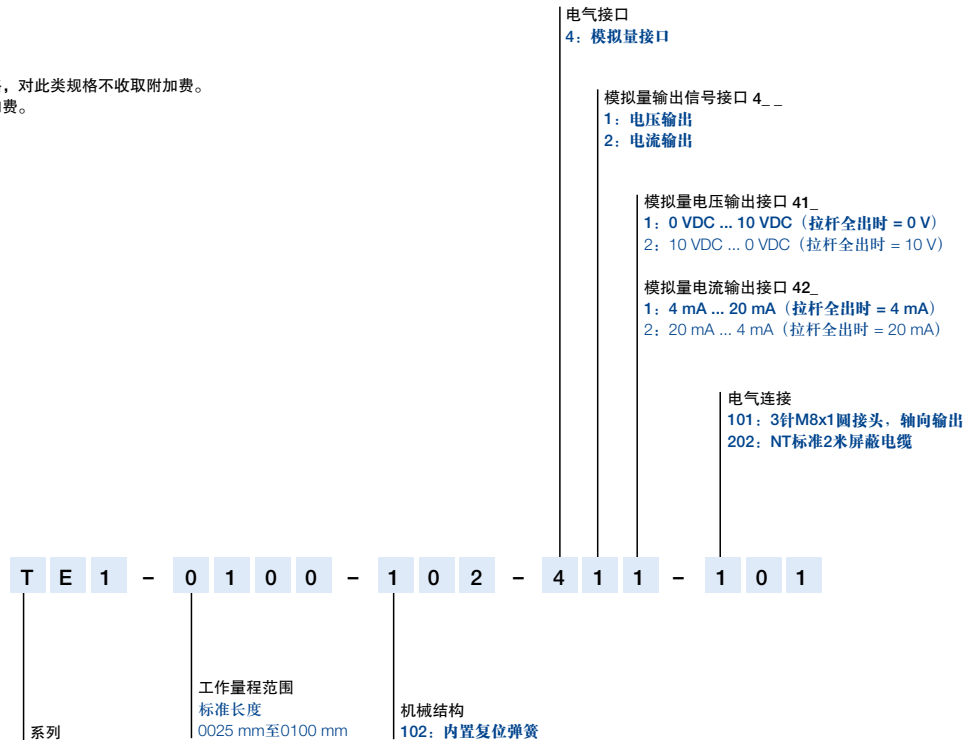 电气接口
4：模拟量接口
，对此类规格不收取附加费。
费。
模拟量输出信号接口 4_ _
1：电压输出
2：电流输出
模拟量电压输出接口 41_
1：0 VDC ... 10 VDC（拉杆全出时 = 0 V）
2：10 VDC ... 0 VDC（拉杆全出时 = 10 V）
模拟量电流输出接口 42_
1：4 mA ... 20 mA（拉杆全出时 = 4 mA）
2：20 mA ... 4 mA（拉杆全出时 = 20 mA）
电气连接
101：3针M8x1圆接头，轴向输出
202：NT标准2米屏蔽电缆
T E 1 – 0 1 0 0 – 1 0 2 – 4 1 1 – 1 0 1
工作量程范围
标准长度
0025 mm至0100 mm
机械结构
102：内置复位弹簧
系列